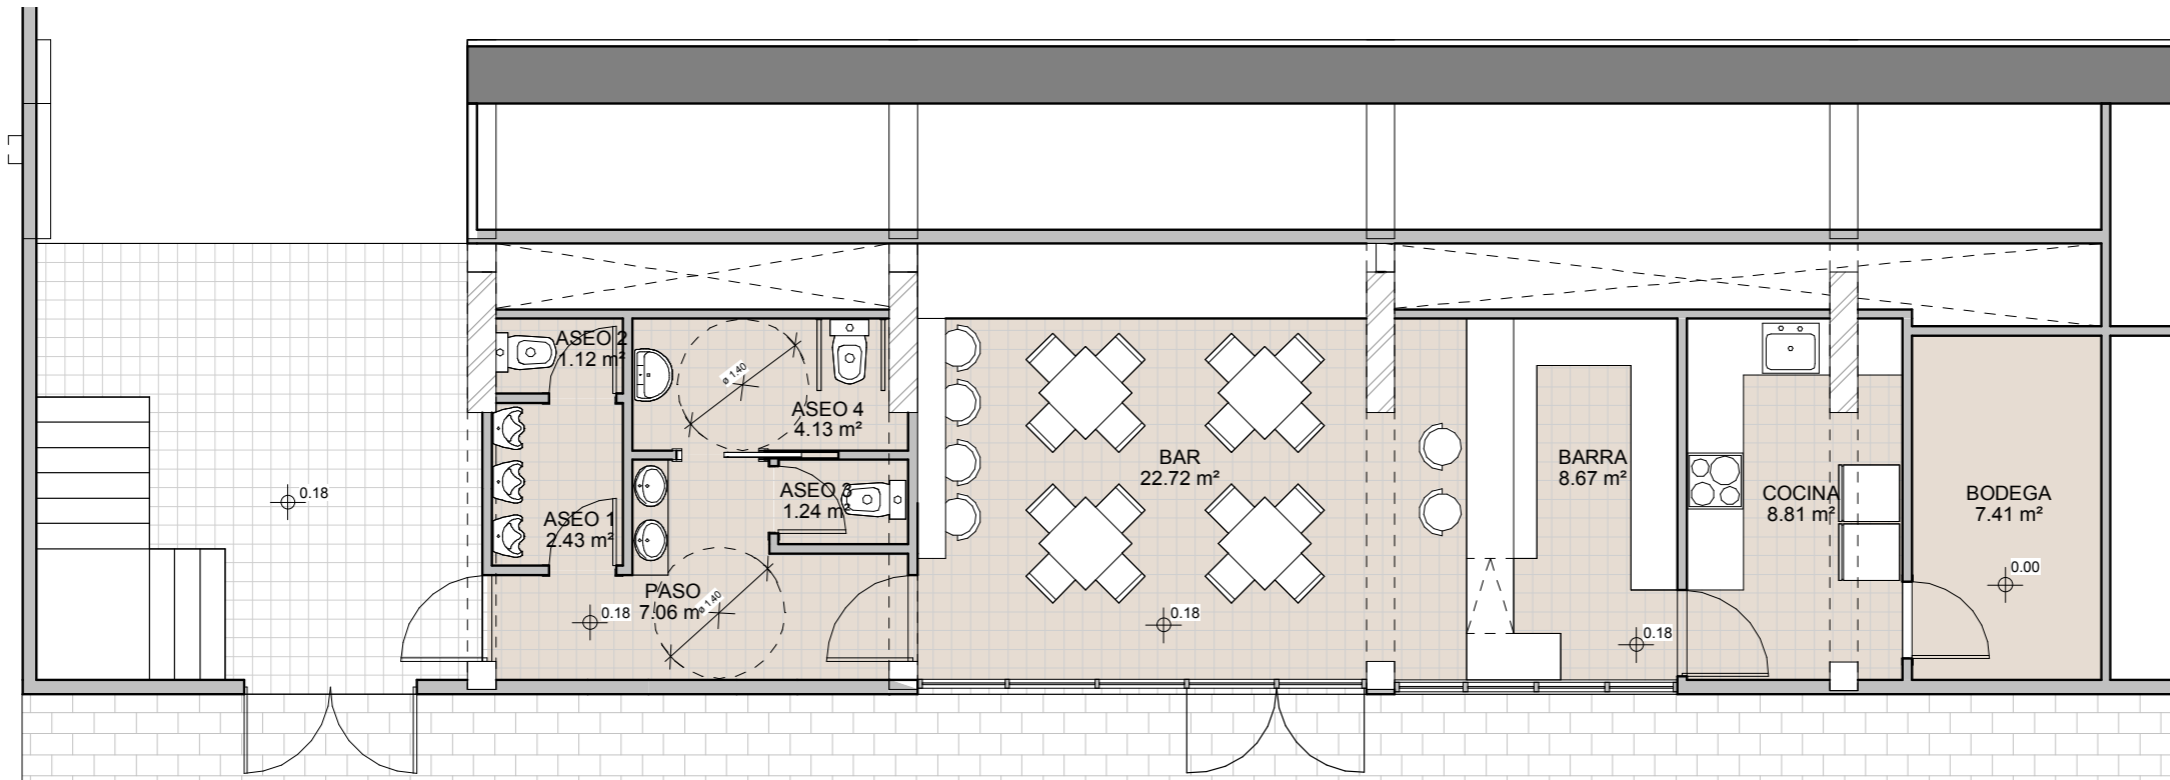 ASEO 2
1.12 m²
ø 1.40
ASEO 4
4.13 m²
BAR
22.72 m²
BARRA
8.67 m²
ASEO 3
1.24 m²
COCINA
8.81 m²
BODEGA
7.41 m²
0.18
ASEO 1
2.43 m²
0.00
PASO
7.06 m²
ø 1.40
0.18
0.18
0.18